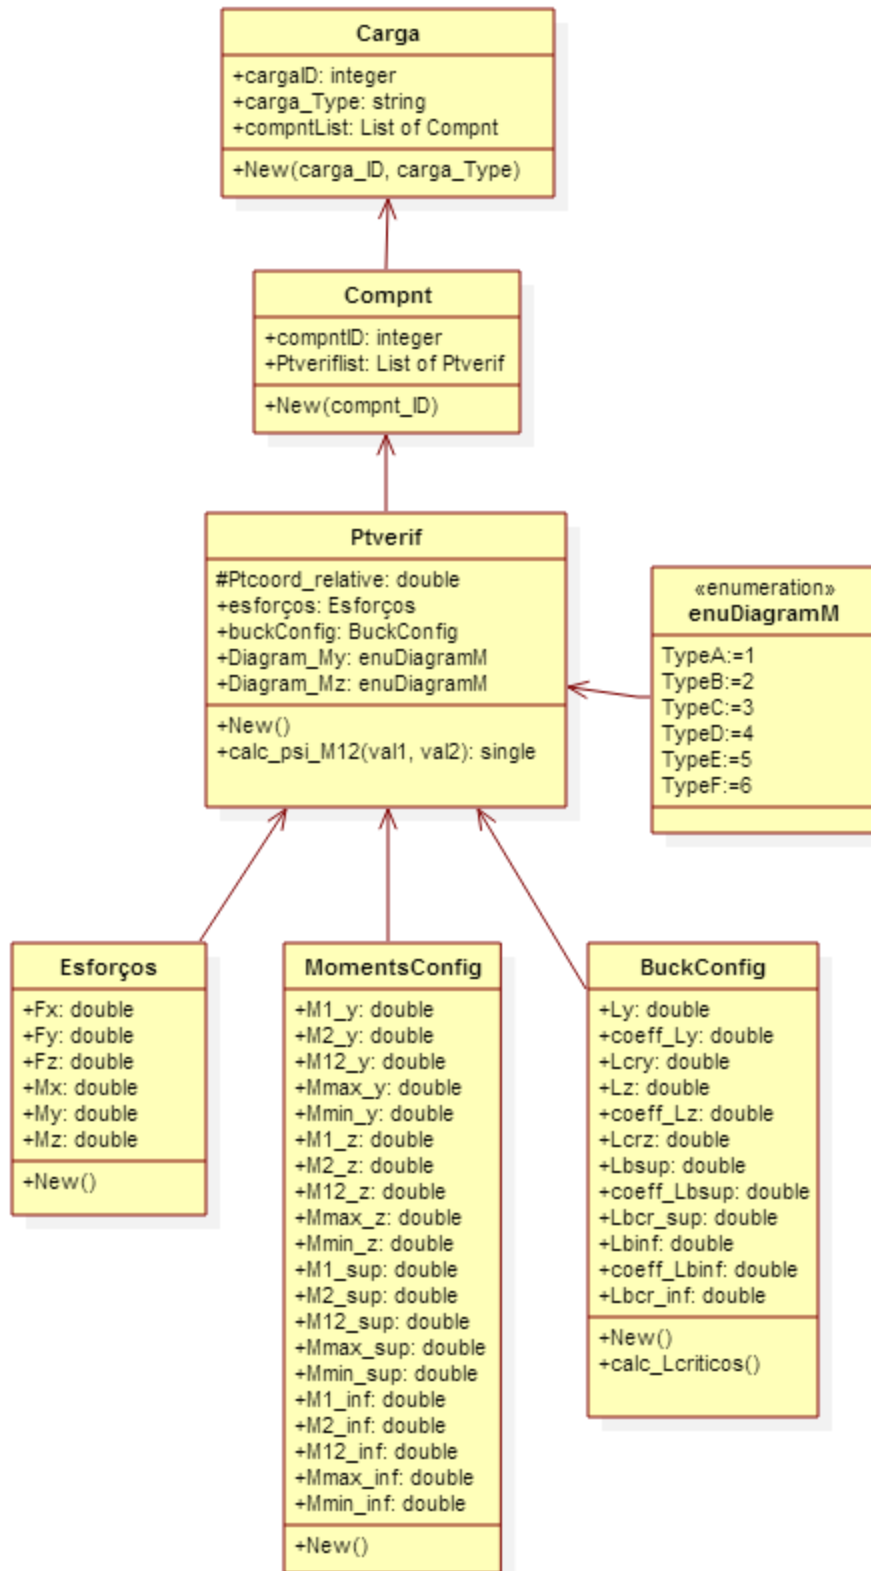 Carga
+cargaID: integer
+carga_Type: string
+compntList: List of Compnt
+New(carga_ID, carga_Type)
Compnt
+compntID: integer
+Ptveriflist: List of Ptverif
+New(compnt_ID)
Ptverif
#Ptcoord_relative: double
+esforços: Esforços
+buckConfig: BuckConfig
+Diagram_My: enuDiagramM
+Diagram_Mz: enuDiagramM
+New()
+calc_psi_M12(val1, val2): single
«enumeration»
enuDiagramM
TypeA:=1
TypeB:=2
TypeC:=3
TypeD:=4
TypeE:=5
TypeF:=6
Esforços
+Fx: double
+Fy: double
+Fz: double
+Mx: double
+My: double
+Mz: double
+New()
MomentsConfig
+M1_y: double
+M2_y: double
+M12_y: double
+Mmax_y: double
+Mmin_y: double
+M1_z: double
+M2_z: double
+M12_z: double
+Mmax_z: double
+Mmin_z: double
+M1_sup: double
+M2_sup: double
+M12_sup: double
+Mmax_sup: double
+Mmin_sup: double
+M1_inf: double
+M2_inf: double
+M12_inf: double
+Mmax_inf: double
+Mmin_inf: double
+New()
BuckConfig
+Ly: double
+coeff_Ly: double
+Lcry: double
+Lz: double
+coeff_Lz: double
+Lcrz: double
+Lbsup: double
+coeff_Lbsup: double
+Lbcr_sup: double
+Lbinf: double
+coeff_Lbinf: double
+Lbcr_inf: double
+New()
+calc_Lcriticos()